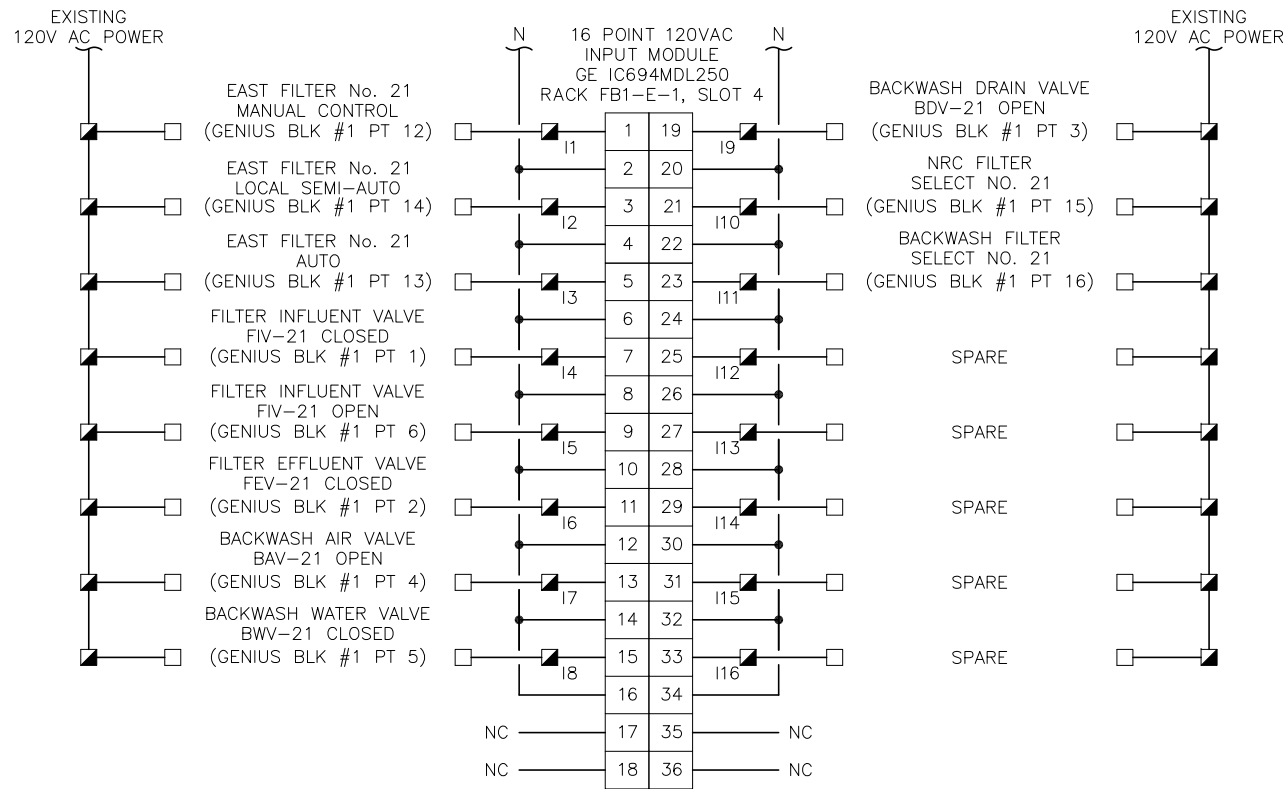 EXISTING
120V AC POWER
N
16 POINT 120VAC
INPUT MODULE
GE IC694MDL250
RACK FB1-E-1, SLOT 4
N
EXISTING
120V AC POWER
EAST FILTER No. 21
MANUAL CONTROL
(GENIUS BLK #1 PT 12)
I1
1
19
I9
BACKWASH DRAIN VALVE
BDV-21 OPEN
(GENIUS BLK #1 PT 3)
2
20
EAST FILTER No. 21
LOCAL SEMI-AUTO
(GENIUS BLK #1 PT 14)
I2
3
21
I10
NRC FILTER
SELECT NO. 21
(GENIUS BLK #1 PT 15)
4
22
EAST FILTER No. 21
AUTO
(GENIUS BLK #1 PT 13)
I3
5
23
I11
BACKWASH FILTER
SELECT NO. 21
(GENIUS BLK #1 PT 16)
6
24
FILTER INFLUENT VALVE
FIV-21 CLOSED
(GENIUS BLK #1 PT 1)
I4
7
25
I12
SPARE
8
26
FILTER INFLUENT VALVE
FIV-21 OPEN
(GENIUS BLK #1 PT 6)
I5
9
27
I13
SPARE
10
28
FILTER EFFLUENT VALVE
FEV-21 CLOSED
(GENIUS BLK #1 PT 2)
I6
11
29
I14
SPARE
12
30
BACKWASH AIR VALVE
BAV-21 OPEN
(GENIUS BLK #1 PT 4)
I7
13
31
I15
SPARE
14
32
BACKWASH WATER VALVE
BWV-21 CLOSED
(GENIUS BLK #1 PT 5)
I8
15
33
I16
SPARE
16
34
NC
17
35
NC
NC
18
36
NC